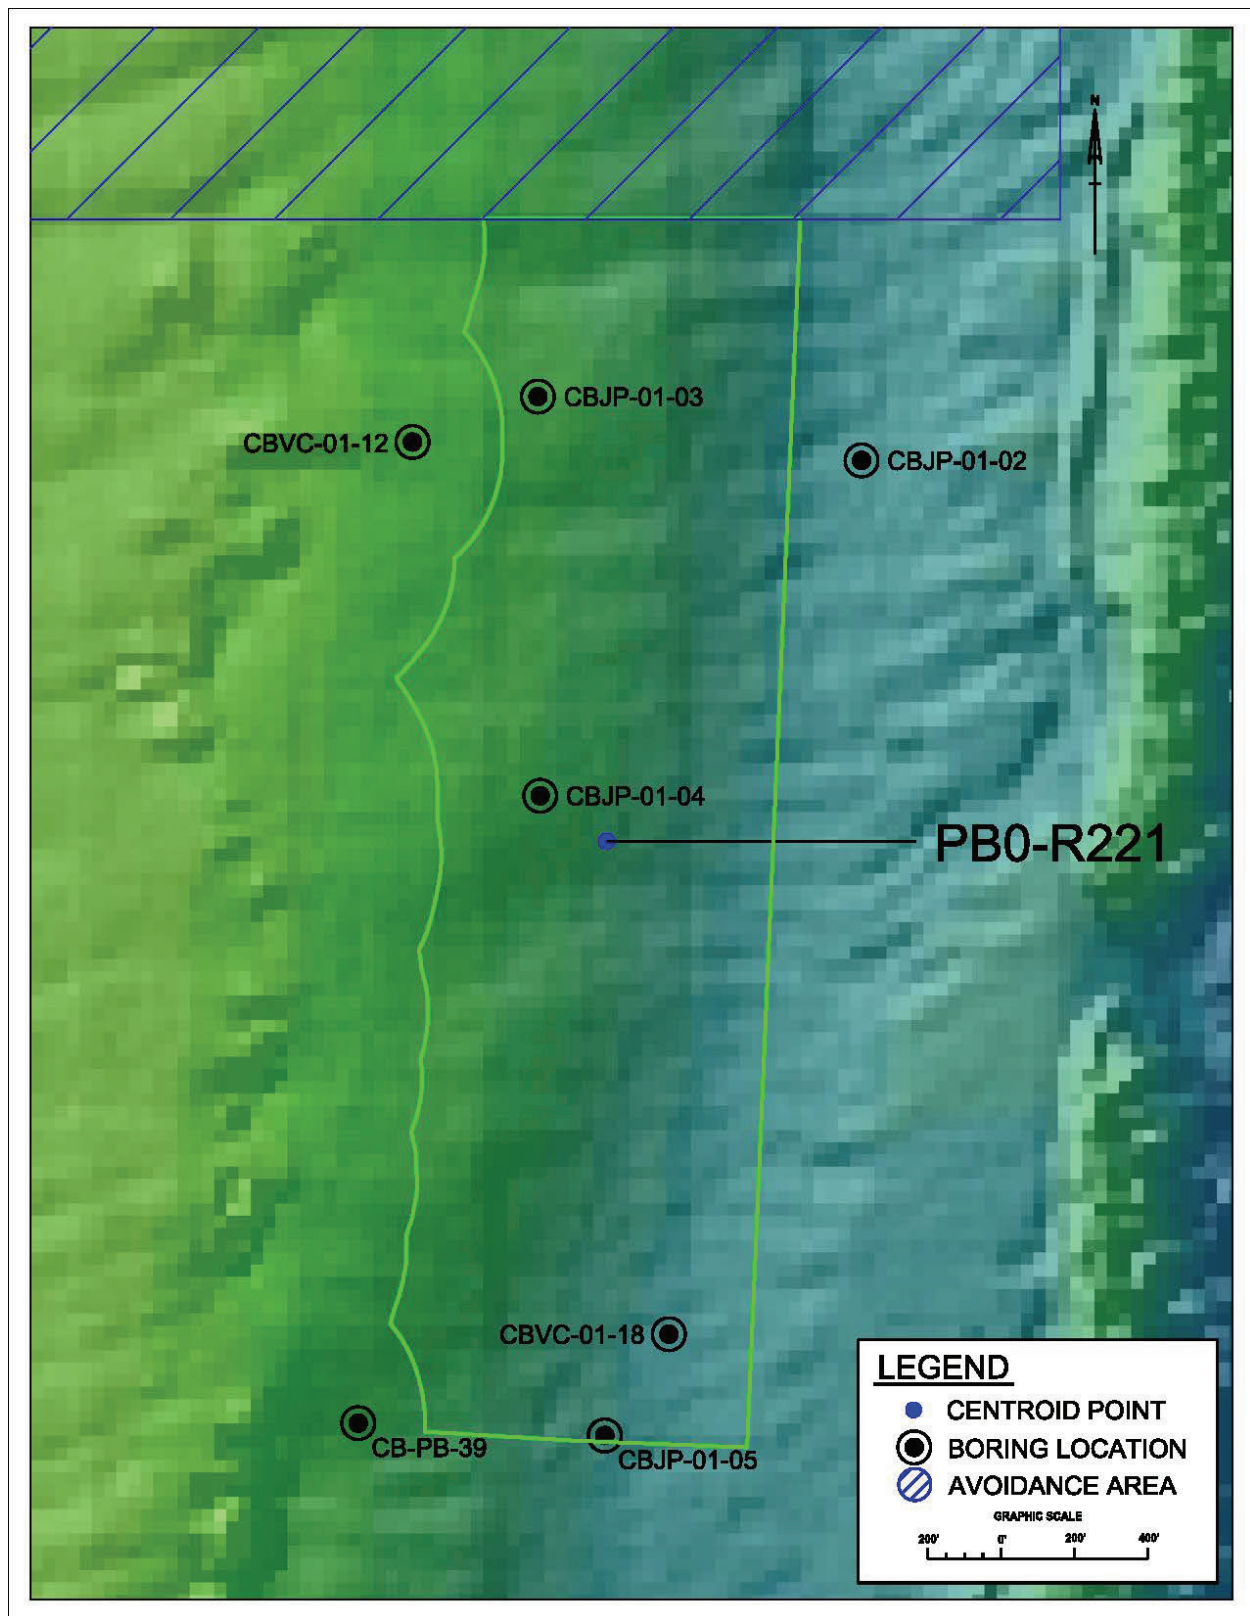 N
CBJP-01-03
CBVC-01-12
CBJP-01-02
CBJP-01-04
PB0-R221
CBVC-01-18
CB-PB-39
CBJP-01-05
LEGEND
CENTROID POINT
BORING LOCATION
AVOIDANCE AREA
GRAPHIC SCALE
200' 0' 200' 400'